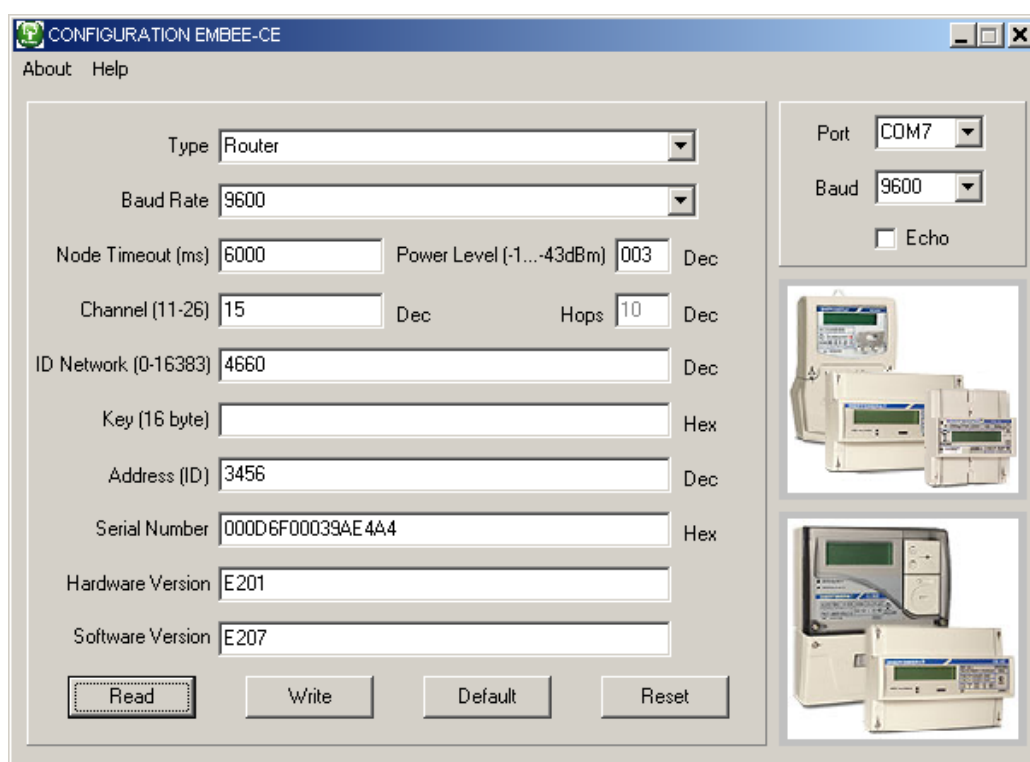 CONFIGURATION EMBEE-CE
About Help
Type Router
Baud Rate 9600
Node Timeout (ms) 6000 Power Level (-1...-43dBm) 003 Dec
Channel (11-26) 15 Dec Hops 10 Dec
ID Network (0-16383) 4660 Dec
Key (16 byte) Hex
Address (ID) 3456 Dec
Serial Number 000D6F00039AE4A4 Hex
Hardware Version E201
Software Version E207
Read Write Default Reset
Port COM7
Baud 9600
Echo